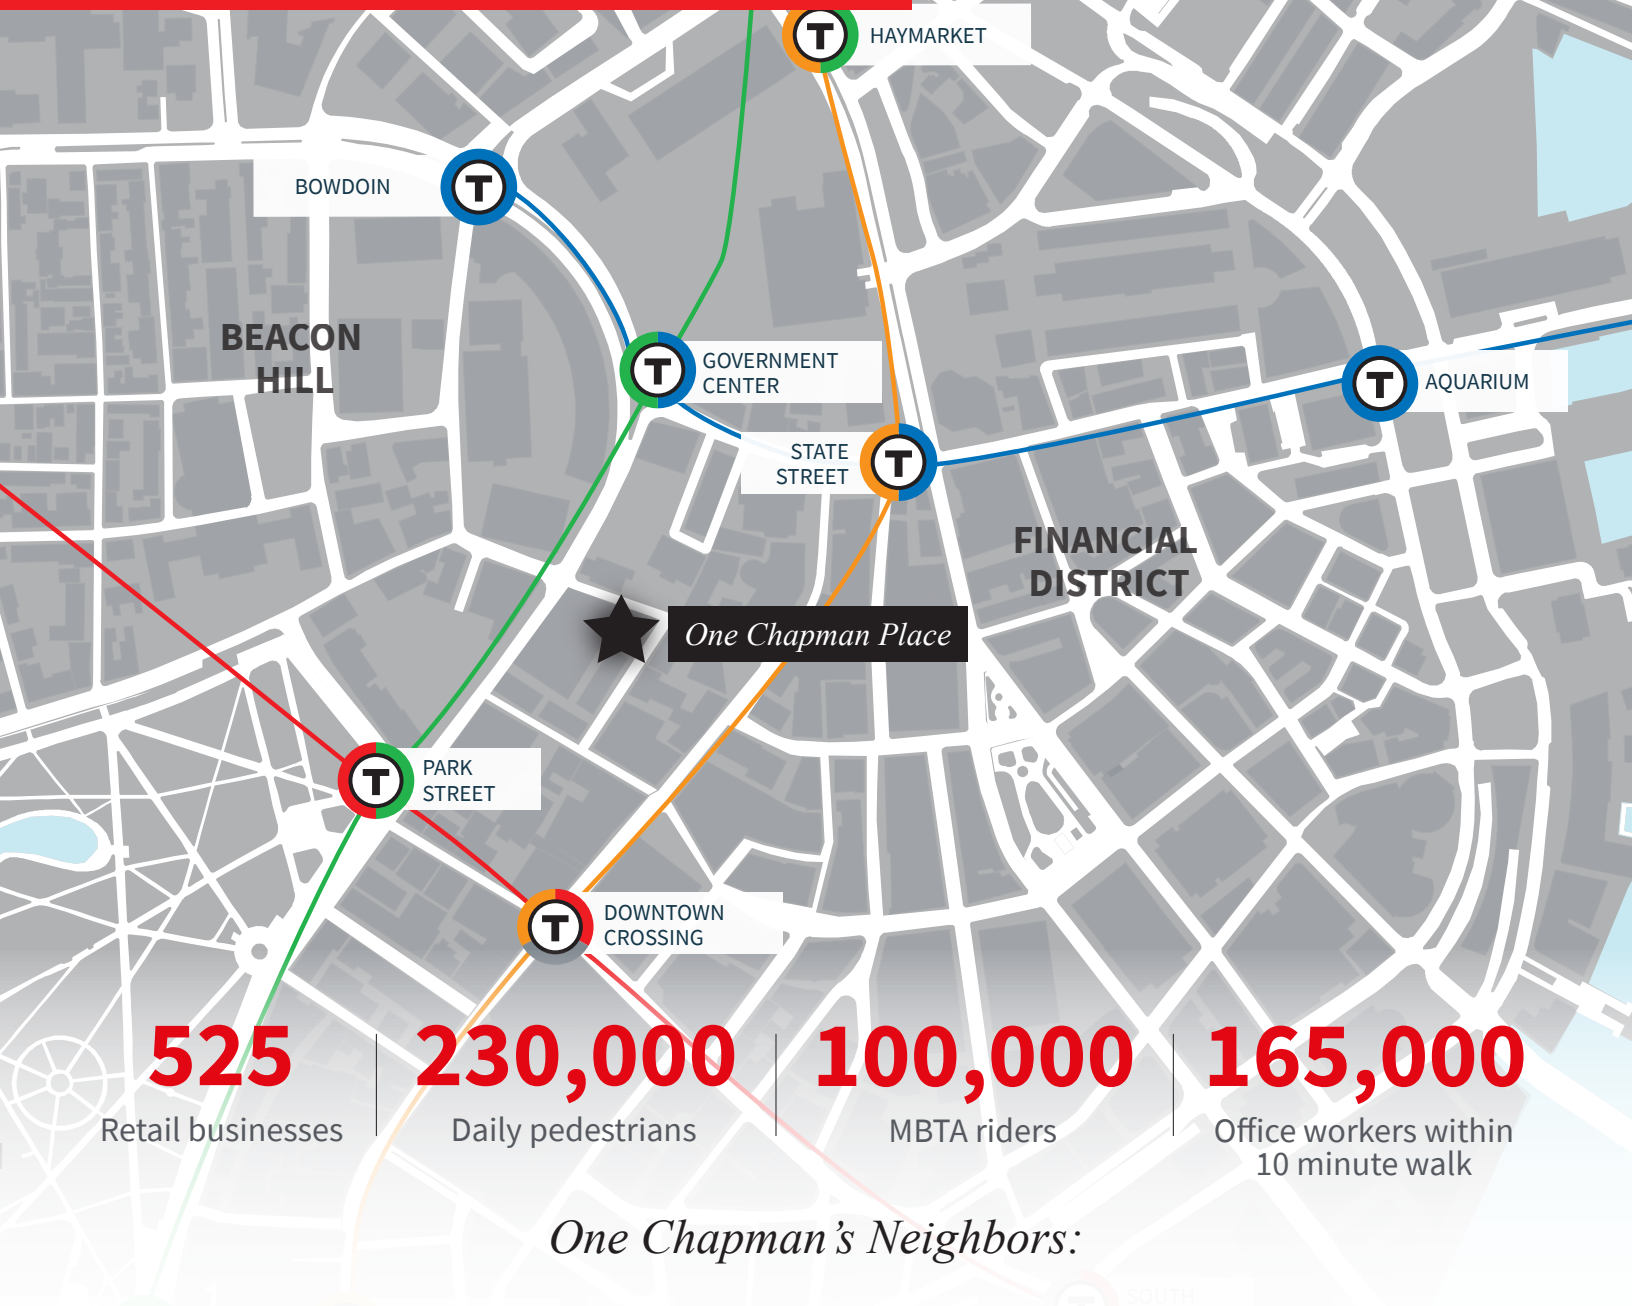 T
HAYMARKET
T
BOWDOIN
BEACON
HILL
T
GOVERNMENT
CENTER
T
AQUARIUM
STATE
STREET
T
FINANCIAL
DISTRICT
One Chapman Place
T
PARK
STREET
T
DOWNTOWN
CROSSING
525
Retail businesses
230,000
Daily pedestrians
100,000
MBTA riders
165,000
Office workers within
10 minute walk
One Chapman’s Neighbors:
T
SOUTH